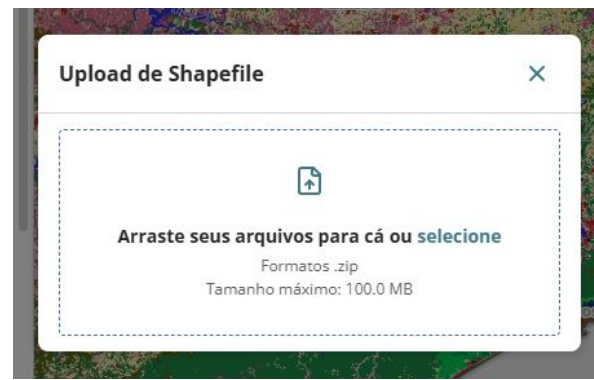 Upload de Shapefile
Arraste seus arquivos para cá ou selecione
Formatos .zip
Tamanho máximo: 100.0 MB